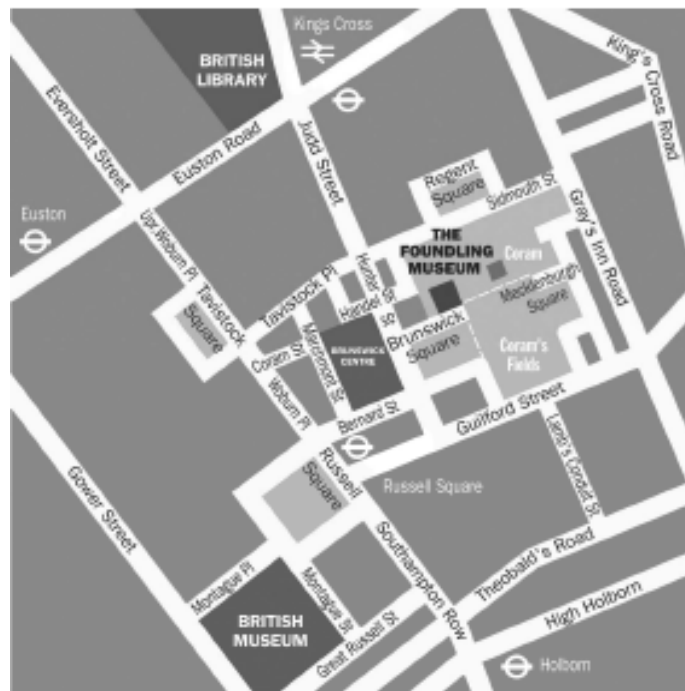 Kings Cross
BRITISH
LIBRARY
King's Cross Road
Eversholt Street
Euston Road
Judd Street
Regent
Square
Sidmouth St
Gray's Inn Road
Euston
Upr.Woburn Pl
THE
FOUNDLING
MUSEUM
Coram
Tavistock Pl
Hunter St
Mecklenburgh
Square
Tavistock
Square
Handel St
Brunswick
Square
Coram's
Fields
Coram St
Marchmont St
BRUNSWICK
CENTRE
Woburn Pl
Bernard St
Guilford Street
Lamb's Conduit St
Russell
Square
Russell Square
Gower Street
Southampton Row
Theobald's Road
Montague Pl
Montague St
High Holborn
BRITISH
MUSEUM
Great Russell St
Holborn